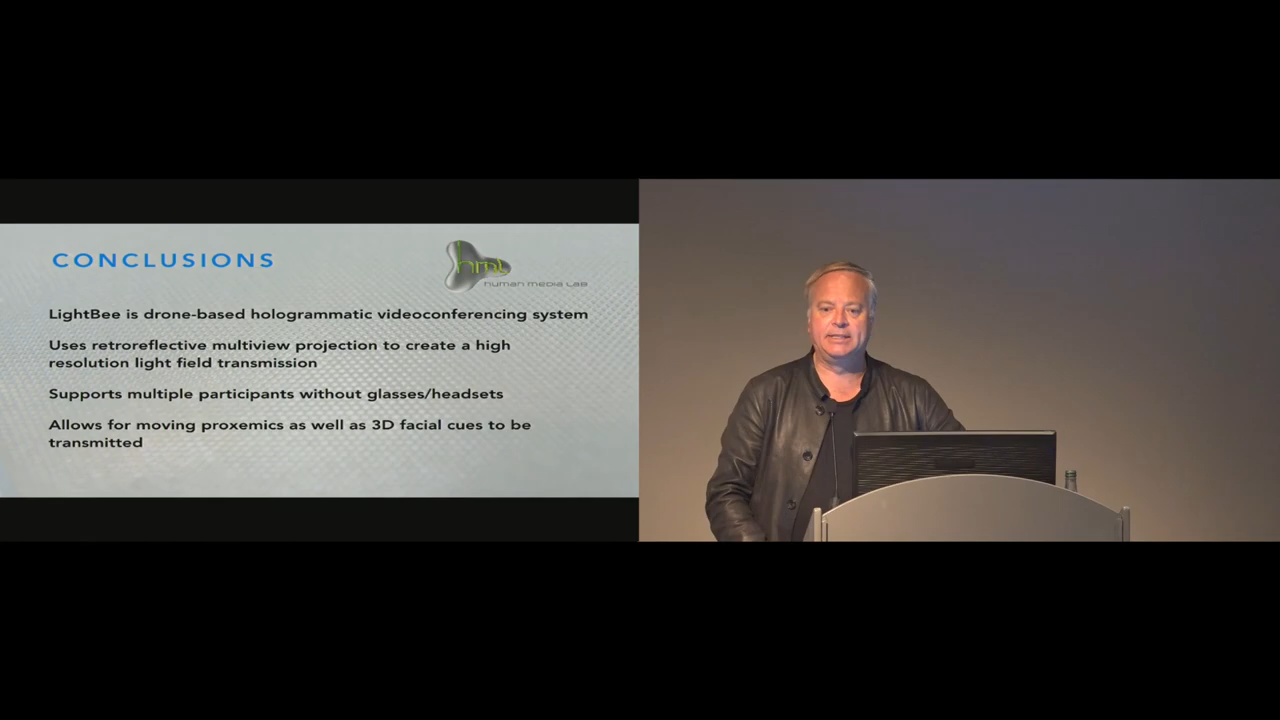 CONCLUSIONS
hml
human media lab
LightBee is drone-based hologrammatic videoconferencing system
Uses retroreflective multiview projection to create a high
resolution light field transmission
Supports multiple participants without glasses/headsets
Allows for moving proxemics as well as 3D facial cues to be
transmitted